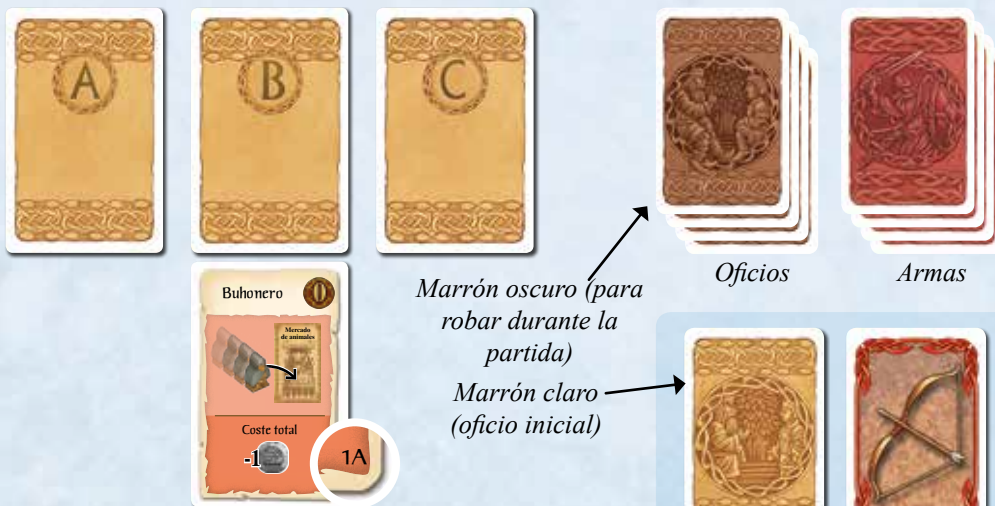 A
B
C
Oficios
Armas
Marrón oscuro (para
robar durante la
partida)
Marrón claro
(oficio inicial)
Buhonero
0
Mercado
de animales
Coste total
-1
1A